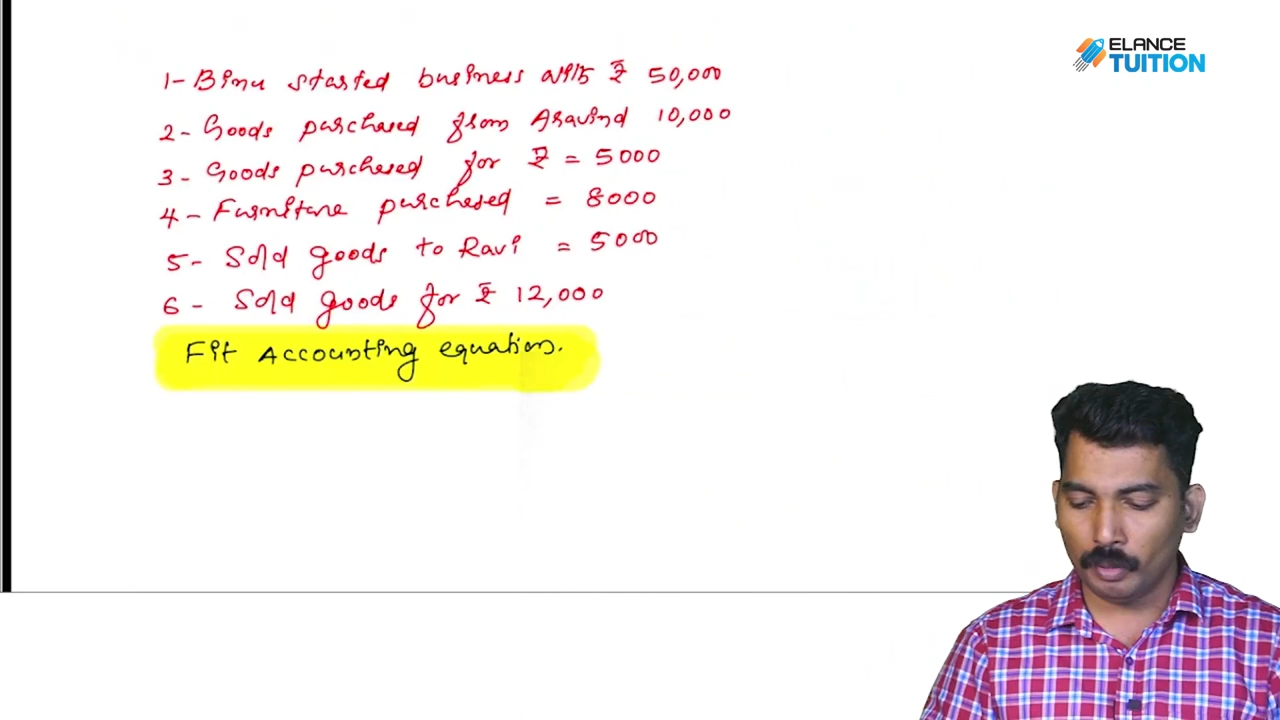 ELANCE
TUITION
1- Binu started business with ₹ 50,000
2- Goods purchased from Aravind 10,000
3- Goods purchased for ₹ = 5000
4- Furniture purchased = 8000
5- Sold goods to Ravi = 5000
6- Sold goods for ₹ 12,000
Fit Accounting equation.